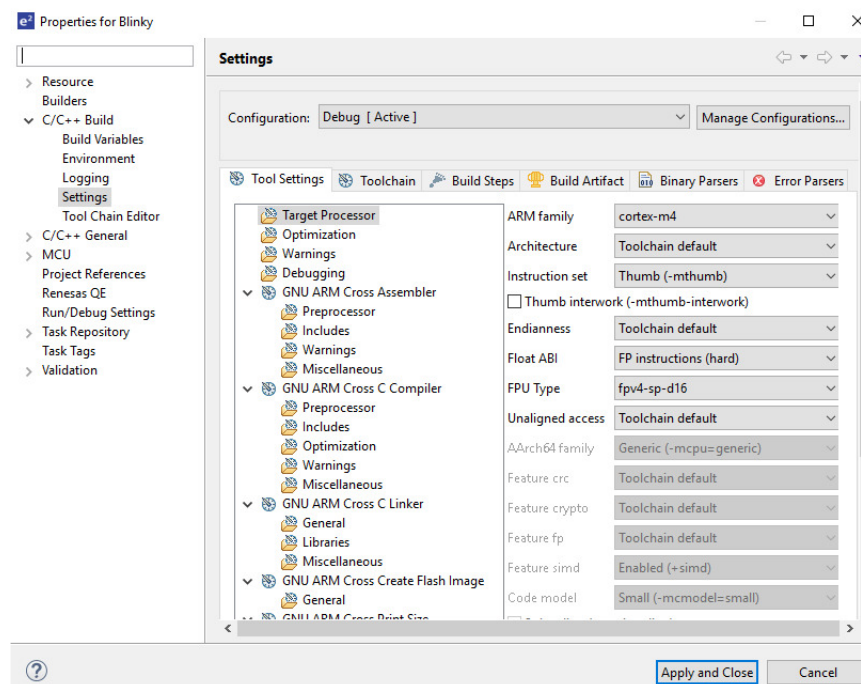 e² Properties for Blinky
Settings
Resource
Builders
C/C++ Build
Build Variables
Environment
Logging
Settings
Tool Chain Editor
C/C++ General
MCU
Project References
Renesas QE
Run/Debug Settings
Task Repository
Task Tags
Validation
Configuration: Debug [ Active ] Manage Configurations...
Tool Settings Toolchain Build Steps Build Artifact Binary Parsers Error Parsers
Target Processor
Optimization
Warnings
Debugging
GNU ARM Cross Assembler
Preprocessor
Includes
Warnings
Miscellaneous
GNU ARM Cross C Compiler
Preprocessor
Includes
Optimization
Warnings
Miscellaneous
GNU ARM Cross C Linker
General
Libraries
Miscellaneous
GNU ARM Cross Create Flash Image
General
GNU ARM Cross Print Size
ARM family cortex-m4
Architecture Toolchain default
Instruction set Thumb (-mthumb)
Thumb interwork (-mthumb-interwork)
Endianness Toolchain default
Float ABI FP instructions (hard)
FPU Type fpv4-sp-d16
Unaligned access Toolchain default
AArch64 family Generic (-mcpu=generic)
Feature crc Toolchain default
Feature crypto Toolchain default
Feature fp Toolchain default
Feature simd Enabled (+simd)
Code model Small (-mcmodel=small)
? Apply and Close Cancel